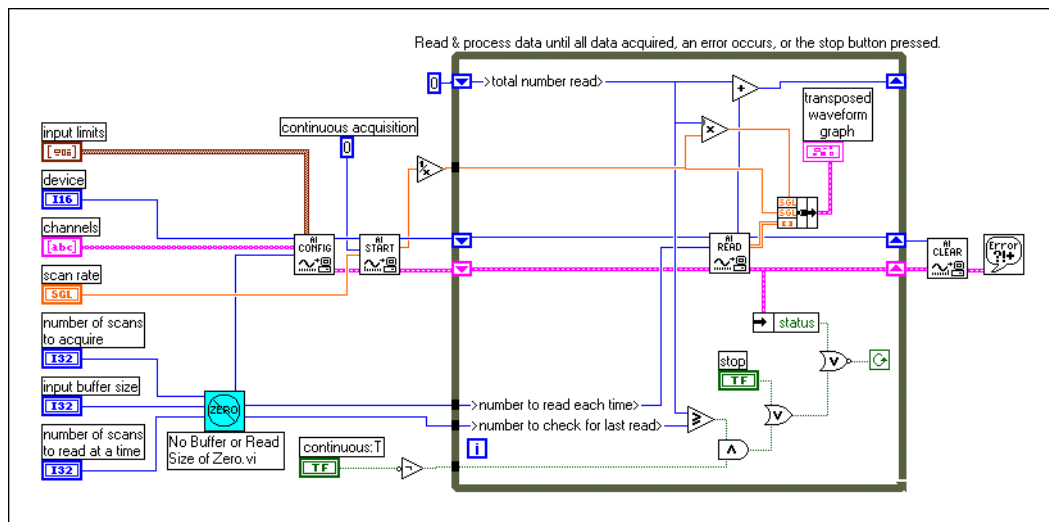 Read & process data until all data acquired, an error occurs, or the stop button pressed.
0
>total number read>
+
transposed
waveform
graph
continuous acquisition
0
input limits
device
I16
channels
[abc]
scan rate
SGL
1/x
x
SGL
SGL
[ ]
AI
CONFIG
AI
START
AI
READ
AI
CLEAR
Error
?!+
status
number of scans
to acquire
I32
input buffer size
I32
number of scans
to read at a time
I32
ZERO
No Buffer or Read
Size of Zero.vi
>number to read each time>
>number to check for last read>
≥
stop
TF
V
V
Λ
i
continuous:T
TF
¬